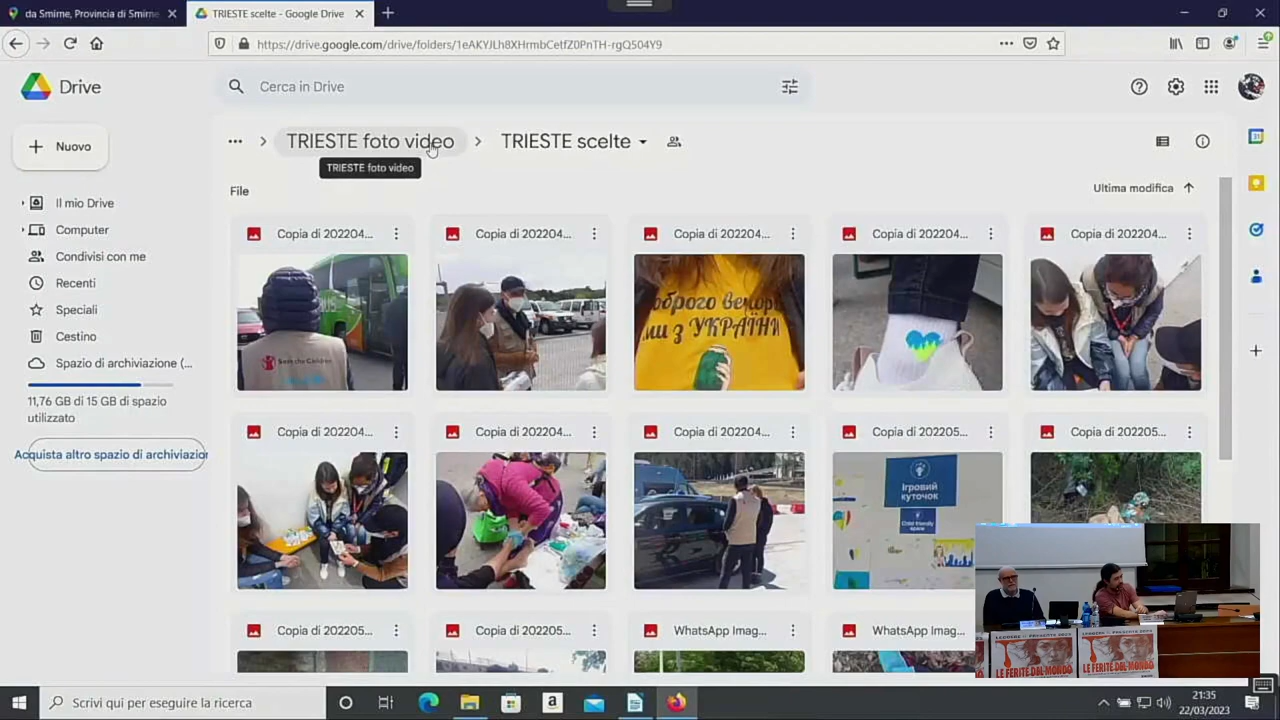 da Smirne, Provincia di Smirne,
TRIESTE scelte - Google Drive
https://drive.google.com/drive/folders/1eAKYJLh8XHrmbCetfZ0PnTH-rgQ504Y9
Drive
Cerca in Drive
Nuovo
TRIESTE foto video
TRIESTE scelte
TRIESTE foto video
File
Ultima modifica
Il mio Drive
Computer
Condivisi con me
Recenti
Speciali
Cestino
Spazio di archiviazione (...
11,76 GB di 15 GB di spazio
utilizzato
Acquista altro spazio di archiviazion
Copia di 202204...
Copia di 202204...
Copia di 202204...
Copia di 202204...
Copia di 202204...
Save the Children
оброго вечор
ми з УКРАЇНИ
Copia di 202204...
Copia di 202204...
Copia di 202204...
Copia di 202205...
Copia di 202205...
Ігровий
куточок
Child friendly
space
Copia di 202205...
Copia di 202205...
WhatsApp Imag...
WhatsApp Imag...
LE FERITE DEL MONDO
LE FERITE DEL MONDO
Scrivi qui per eseguire la ricerca
21:35
22/03/2023